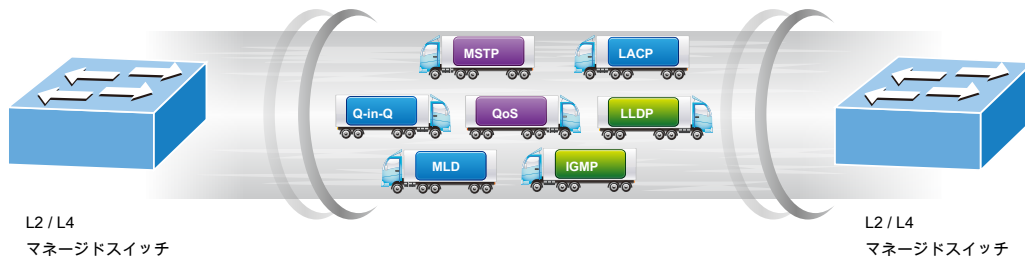 MSTP
LACP
Q-in-Q
QoS
LLDP
MLD
IGMP
L2 / L4
マネージドスイッチ
L2 / L4
マネージドスイッチ